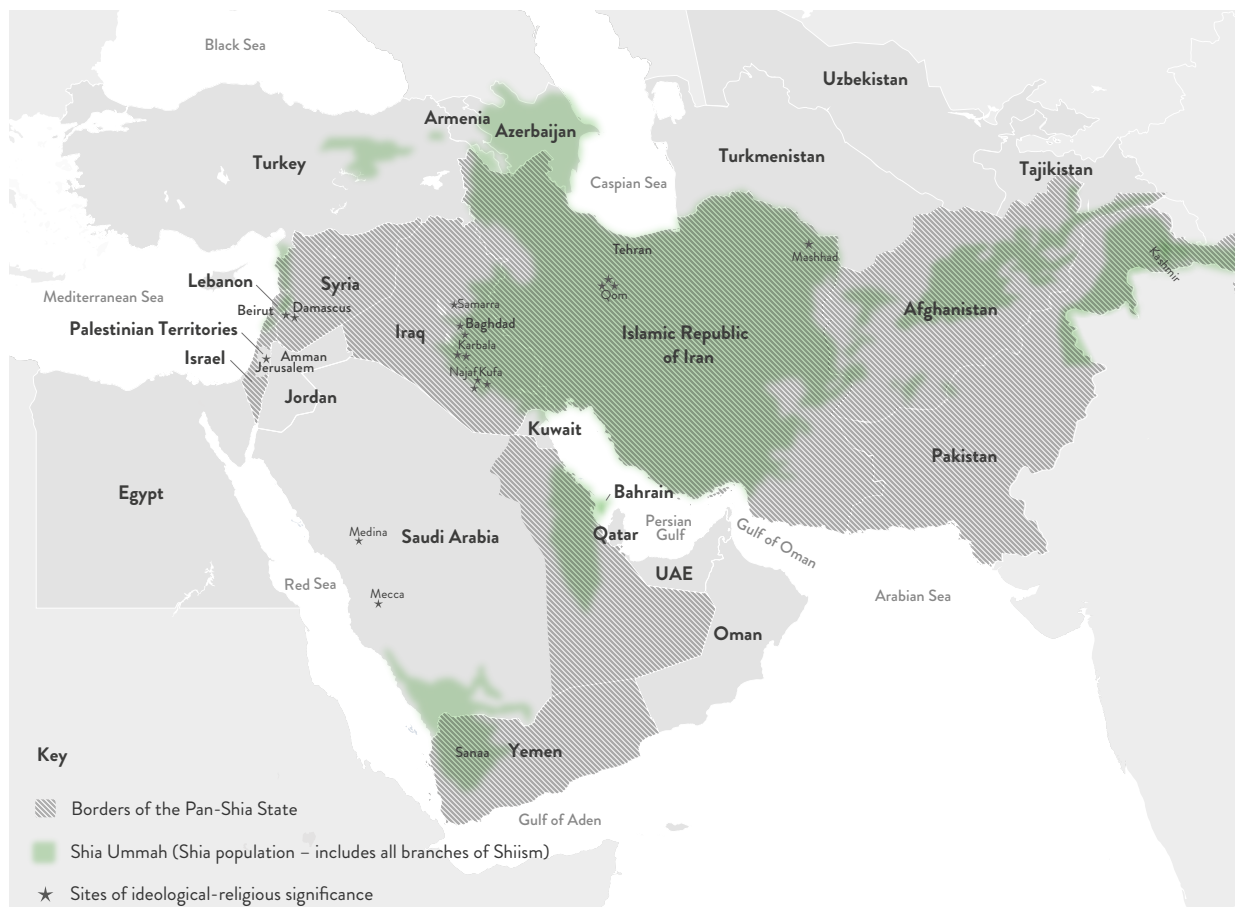 Black Sea
Uzbekistan
Armenia
Azerbaijan
Turkey
Turkmenistan
Tajikistan
Caspian Sea
Tehran
Mashhad
Kashmir
Lebanon
Syria
Qom
Mediterranean Sea
Beirut
Damascus
Samarra
Afghanistan
Palestinian Territories
Iraq
Baghdad
Islamic Republic
of Iran
Karbala
Israel
Amman
Jerusalem
Najaf
Kufa
Jordan
Kuwait
Pakistan
Egypt
Bahrain
Medina
Saudi Arabia
Qatar
Persian
Gulf
Gulf of Oman
UAE
Red Sea
Mecca
Arabian Sea
Oman
Sanaa
Yemen
Key
Borders of the Pan-Shia State
Gulf of Aden
Shia Ummah (Shia population – includes all branches of Shiism)
Sites of ideological-religious significance